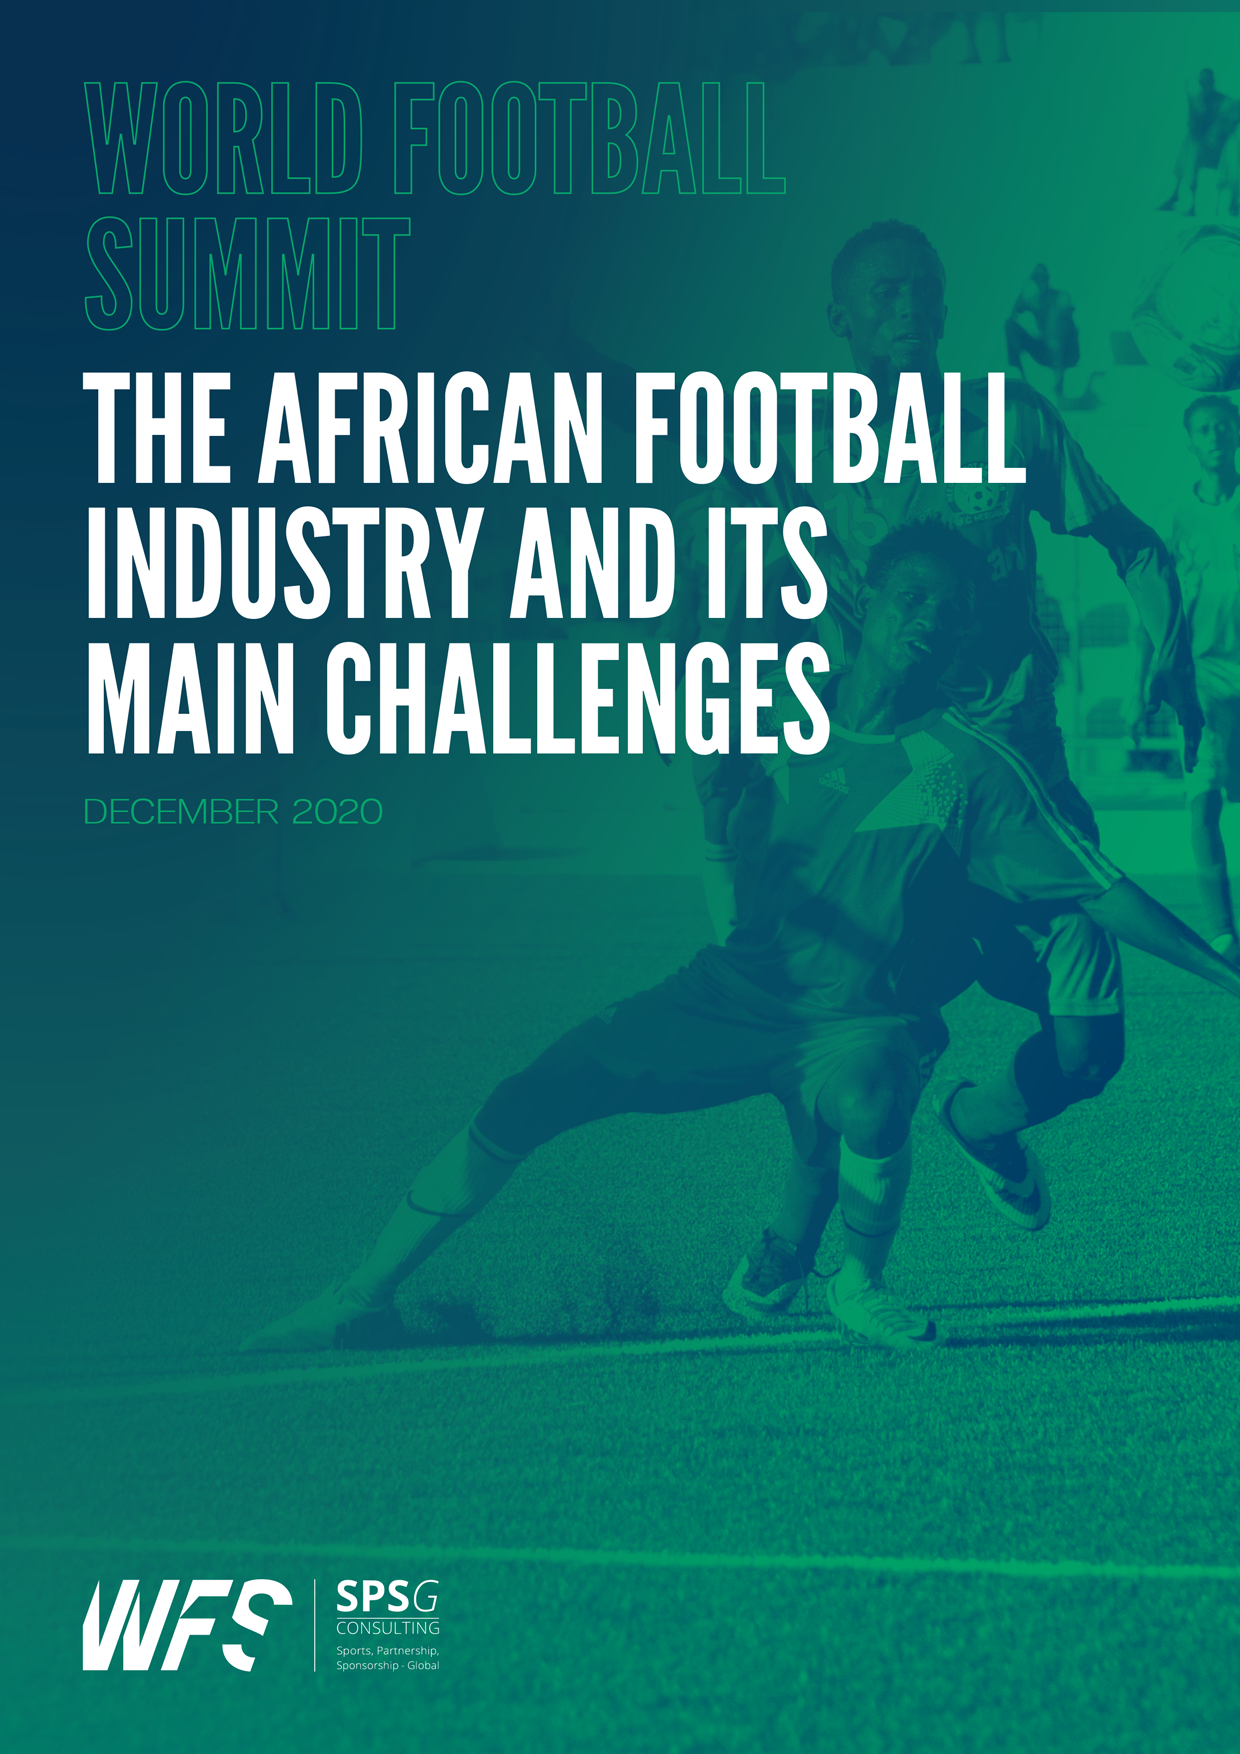 WORLD FOOTBALL
SUMMIT
THE AFRICAN FOOTBALL
INDUSTRY AND ITS
MAIN CHALLENGES
DECEMBER 2020
WFS
SPSG
CONSULTING
Sports, Partnership,
Sponsorship - Global